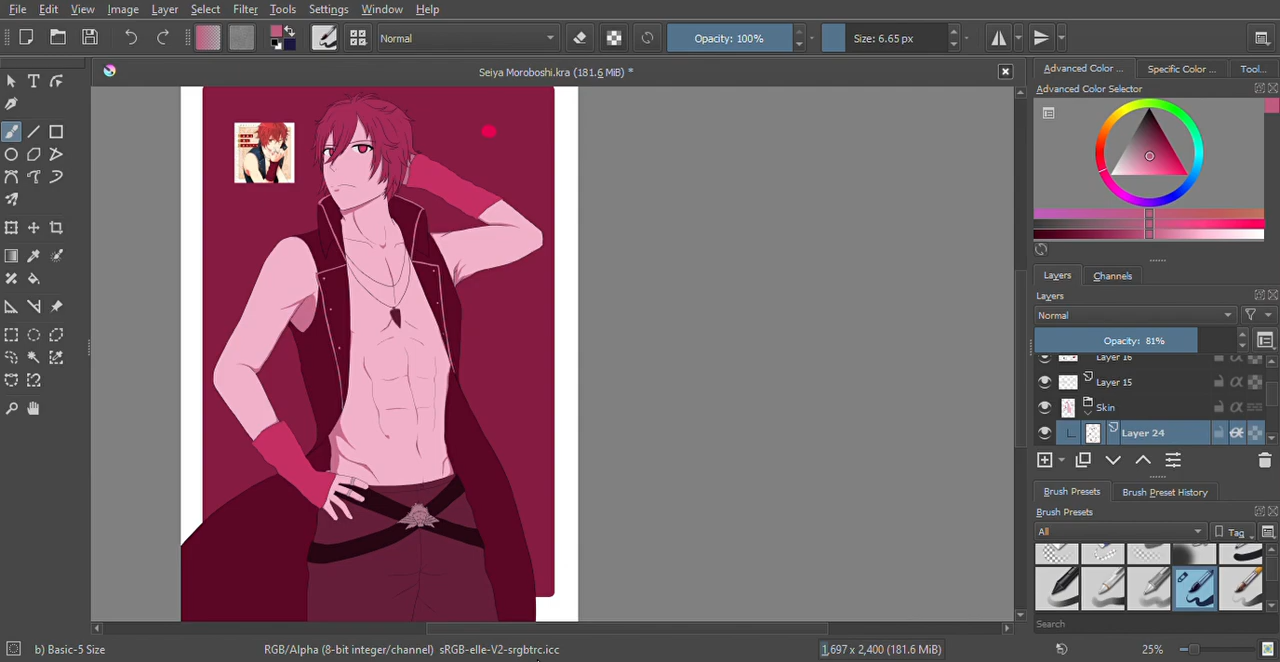 File Edit View Image Layer Select Filter Tools Settings Window Help
Normal Opacity: 100% Size: 6.65 px
Seiya Moroboshi.kra (181.6 MiB) *
Advanced Color ... Specific Color ... Tool...
Advanced Color Selector
Layers Channels
Layers
Normal
Opacity: 81%
Layer 16
Layer 15
Skin
Layer 24
Brush Presets Brush Preset History
Brush Presets
All Tag
Search
b) Basic-5 Size RGB/Alpha (8-bit integer/channel) sRGB-elle-V2-srgbtrc.icc 1,697 x 2,400 (181.6 MiB) 25%